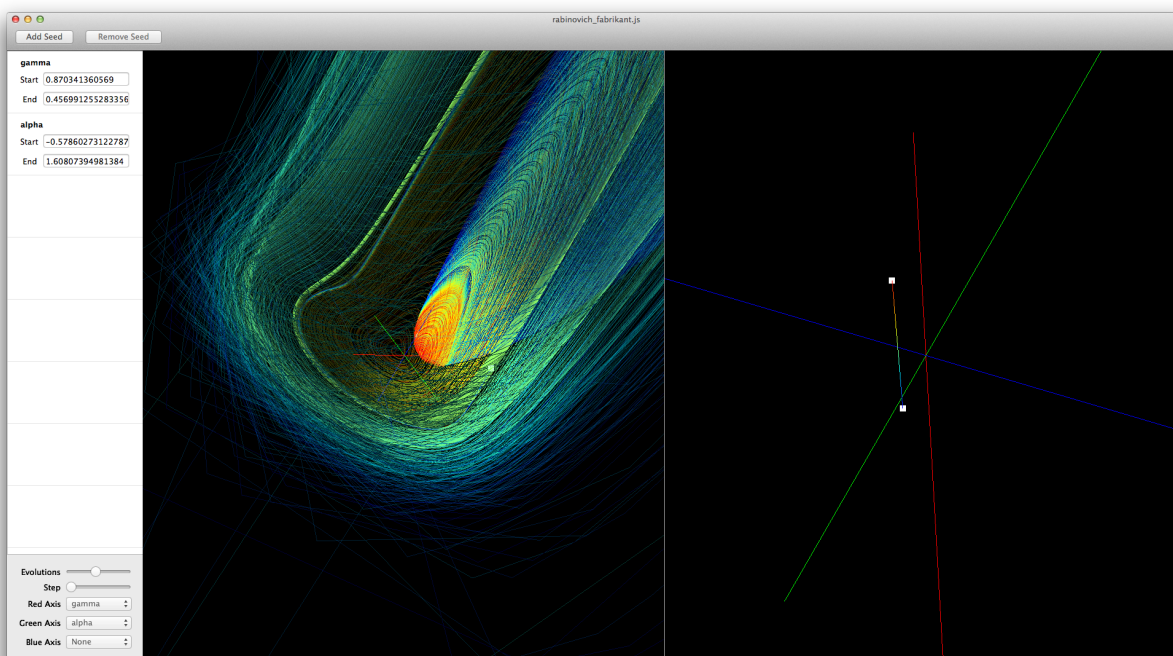 rabinovich_fabrikant.js
Add Seed Remove Seed
gamma
Start 0.870341360569
End 0.456991255283356
alpha
Start -0.57860273122787
End 1.60807394981384
Evolutions
Step
Red Axis gamma
Green Axis alpha
Blue Axis None